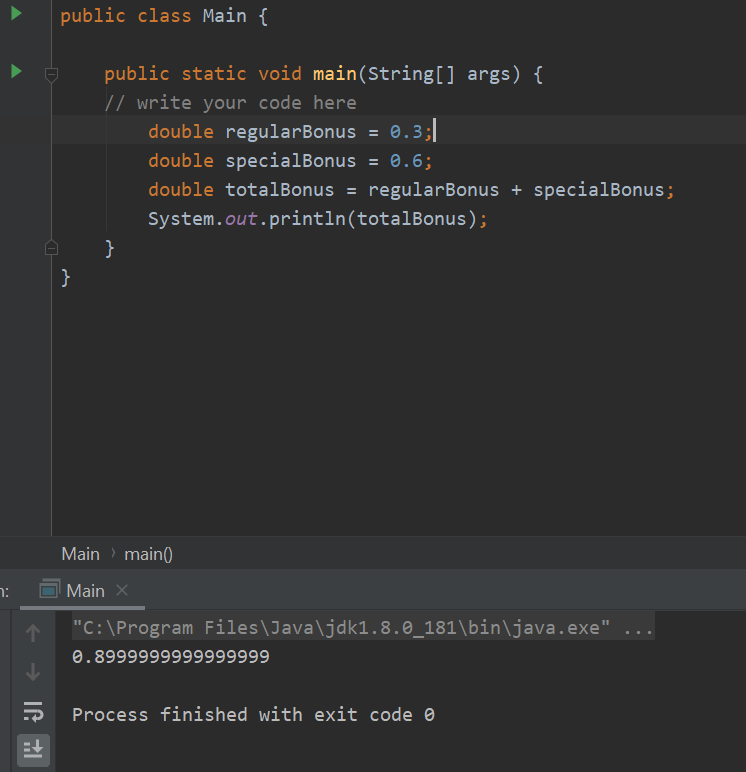 public class Main {
public static void main(String[] args) {
// write your code here
double regularBonus = 0.3;
double specialBonus = 0.6;
double totalBonus = regularBonus + specialBonus;
System.out.println(totalBonus);
}
}
Main › main()
n: Main ×
"C:\Program Files\Java\jdk1.8.0_181\bin\java.exe" ...
0.8999999999999999
Process finished with exit code 0